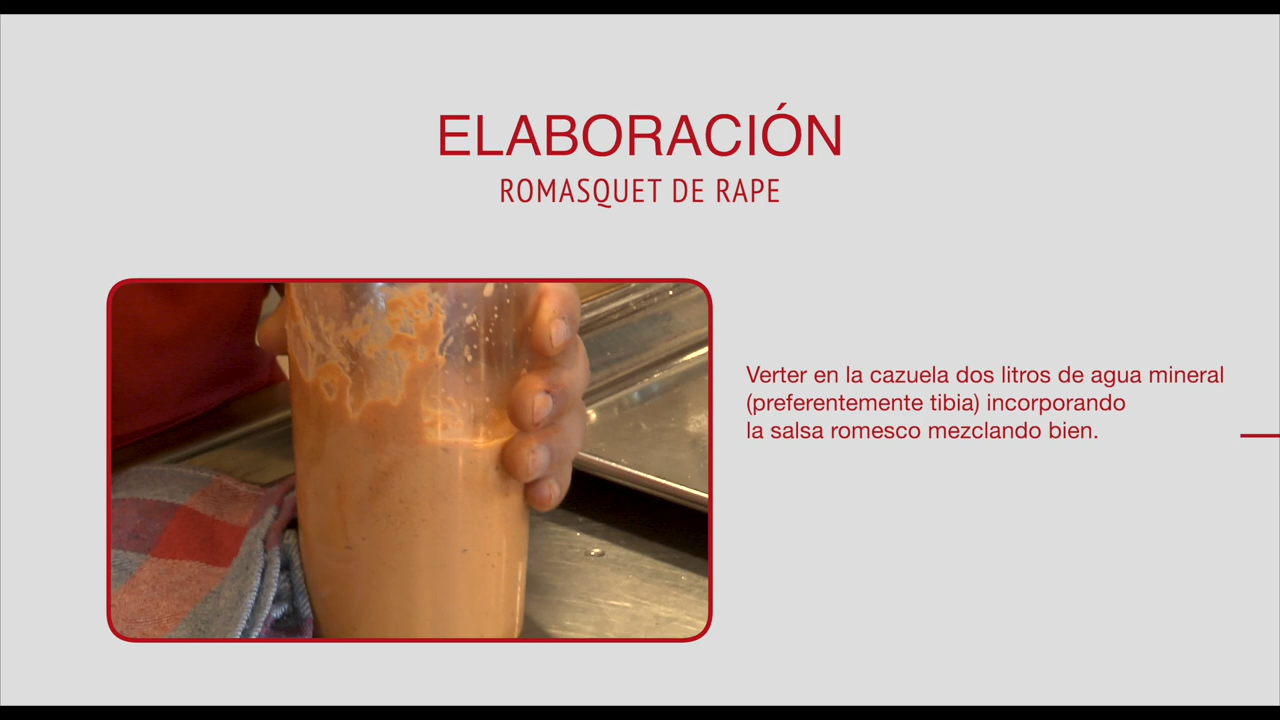 ELABORACIÓN
ROMASQUET DE RAPE
Verter en la cazuela dos litros de agua mineral
(preferentemente tibia) incorporando
la salsa romesco mezclando bien.